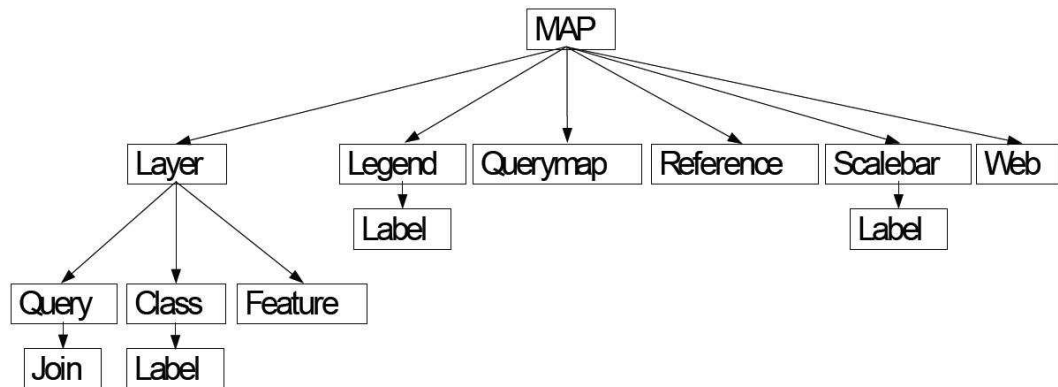 MAP
Layer
Legend
Querymap
Reference
Scalebar
Web
Label
Label
Query
Class
Feature
Join
Label